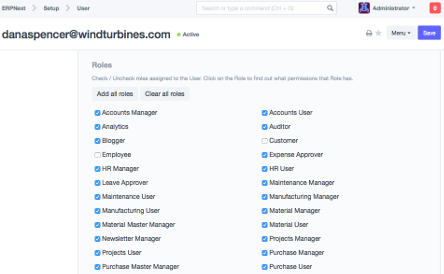 ERPNext > Setup > User
Search or type a command (Ctrl + G)
Administrator
0
danaspencer@windturbines.com Active
Menu
Save
Roles
Check / Uncheck roles assigned to the User. Click on the Role to find out what permissions that Role has.
Add all roles Clear all roles
Accounts Manager Accounts User
Analytics Auditor
Blogger Customer
Employee Expense Approver
HR Manager HR User
Leave Approver Maintenance Manager
Maintenance User Manufacturing Manager
Manufacturing User Material Manager
Material Master Manager Material User
Newsletter Manager Projects Manager
Projects User Purchase Manager
Purchase Master Manager Purchase User